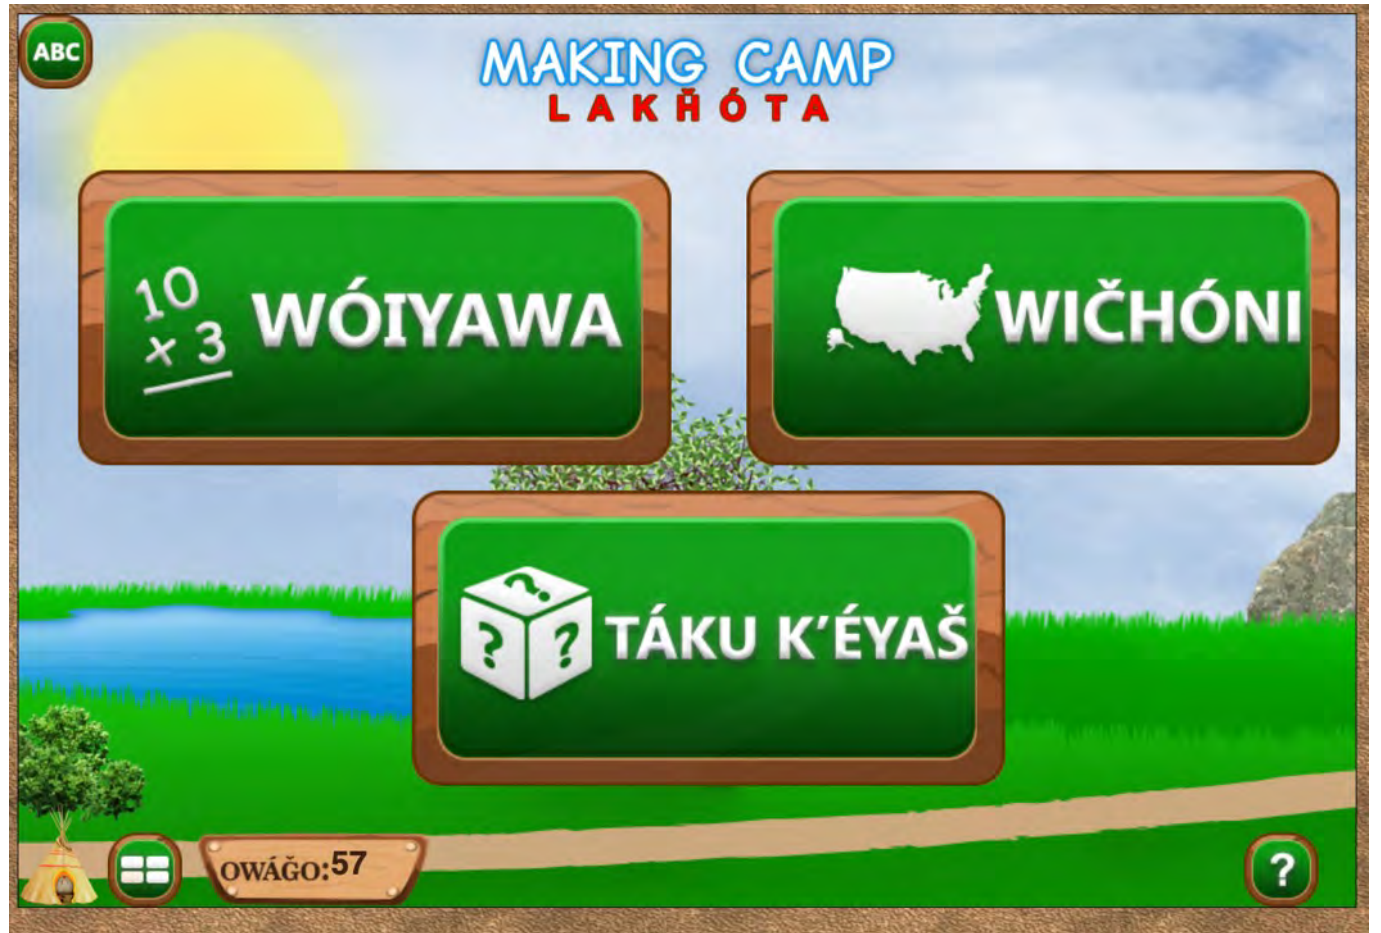 ABC
MAKING CAMP
LAKȞÓTA
10
× 3
WÓIYAWA
WIČHÓNI
?
? ?
TÁKU K’ÉYAŠ
OWÁĞO:57
?